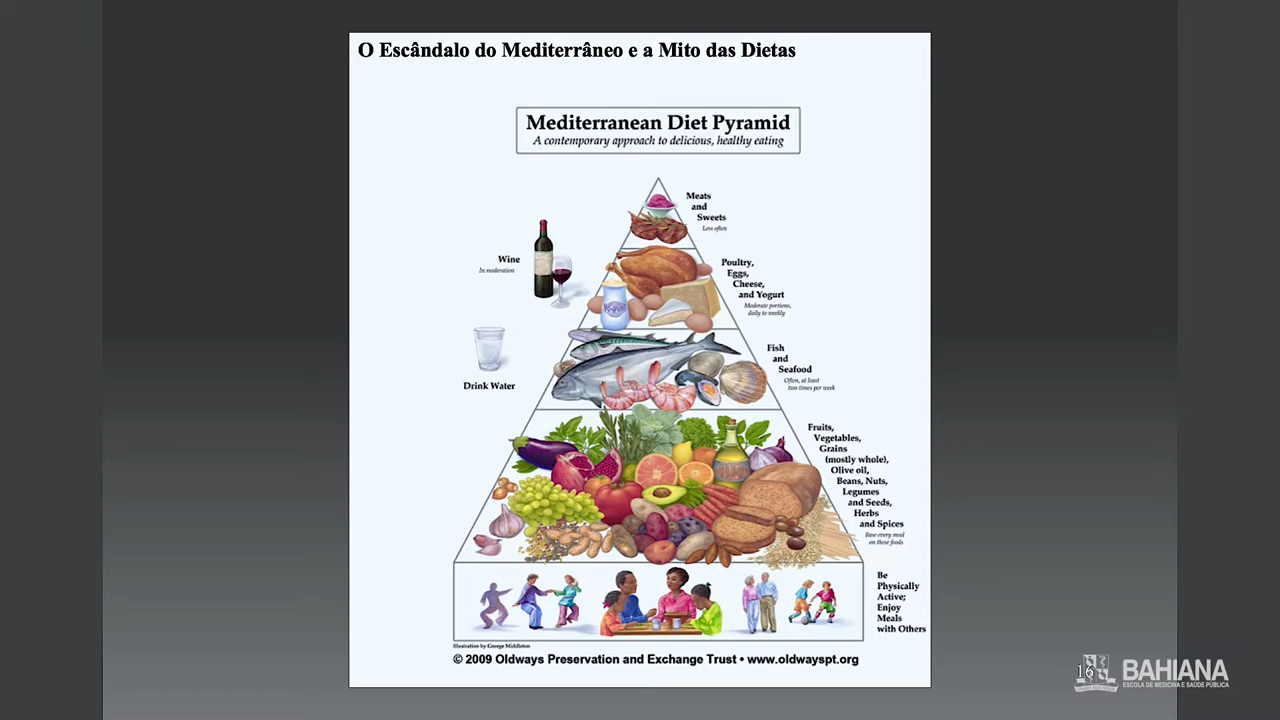 O Escândalo do Mediterrâneo e a Mito das Dietas
Mediterranean Diet Pyramid
A contemporary approach to delicious, healthy eating
Meats
and
Sweets
Less often
Wine
In moderation
Poultry,
Eggs,
Cheese,
and Yogurt
Moderate portions,
daily to weekly
Drink Water
Fish
and
Seafood
Often, at least
two times per week
Fruits,
Vegetables,
Grains
(mostly whole),
Olive oil,
Beans, Nuts,
Legumes
and Seeds,
Herbs
and Spices
Base every meal
on these foods
Be
Physically
Active;
Enjoy
Meals
with Others
Illustration by George Middleton
© 2009 Oldways Preservation and Exchange Trust • www.oldwayspt.org
16
BAHIANA
ESCOLA DE MEDICINA E SAÚDE PÚBLICA